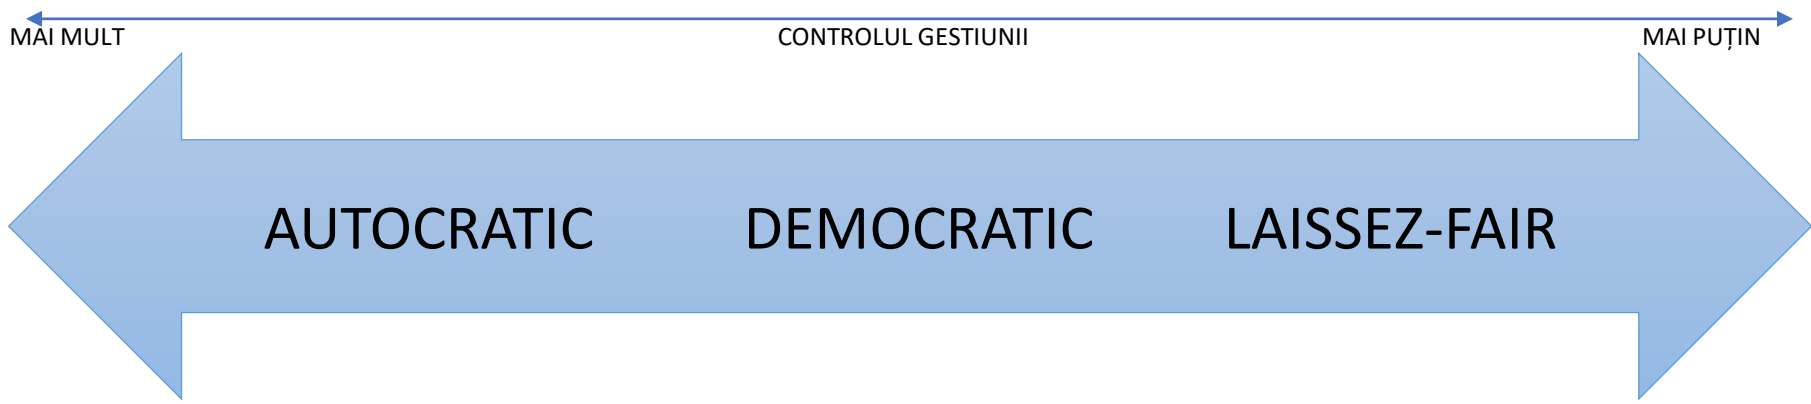 MAI MULT CONTROLUL GESTIUNII MAI PUȚIN
AUTOCRATIC DEMOCRATIC LAISSEZ-FAIR